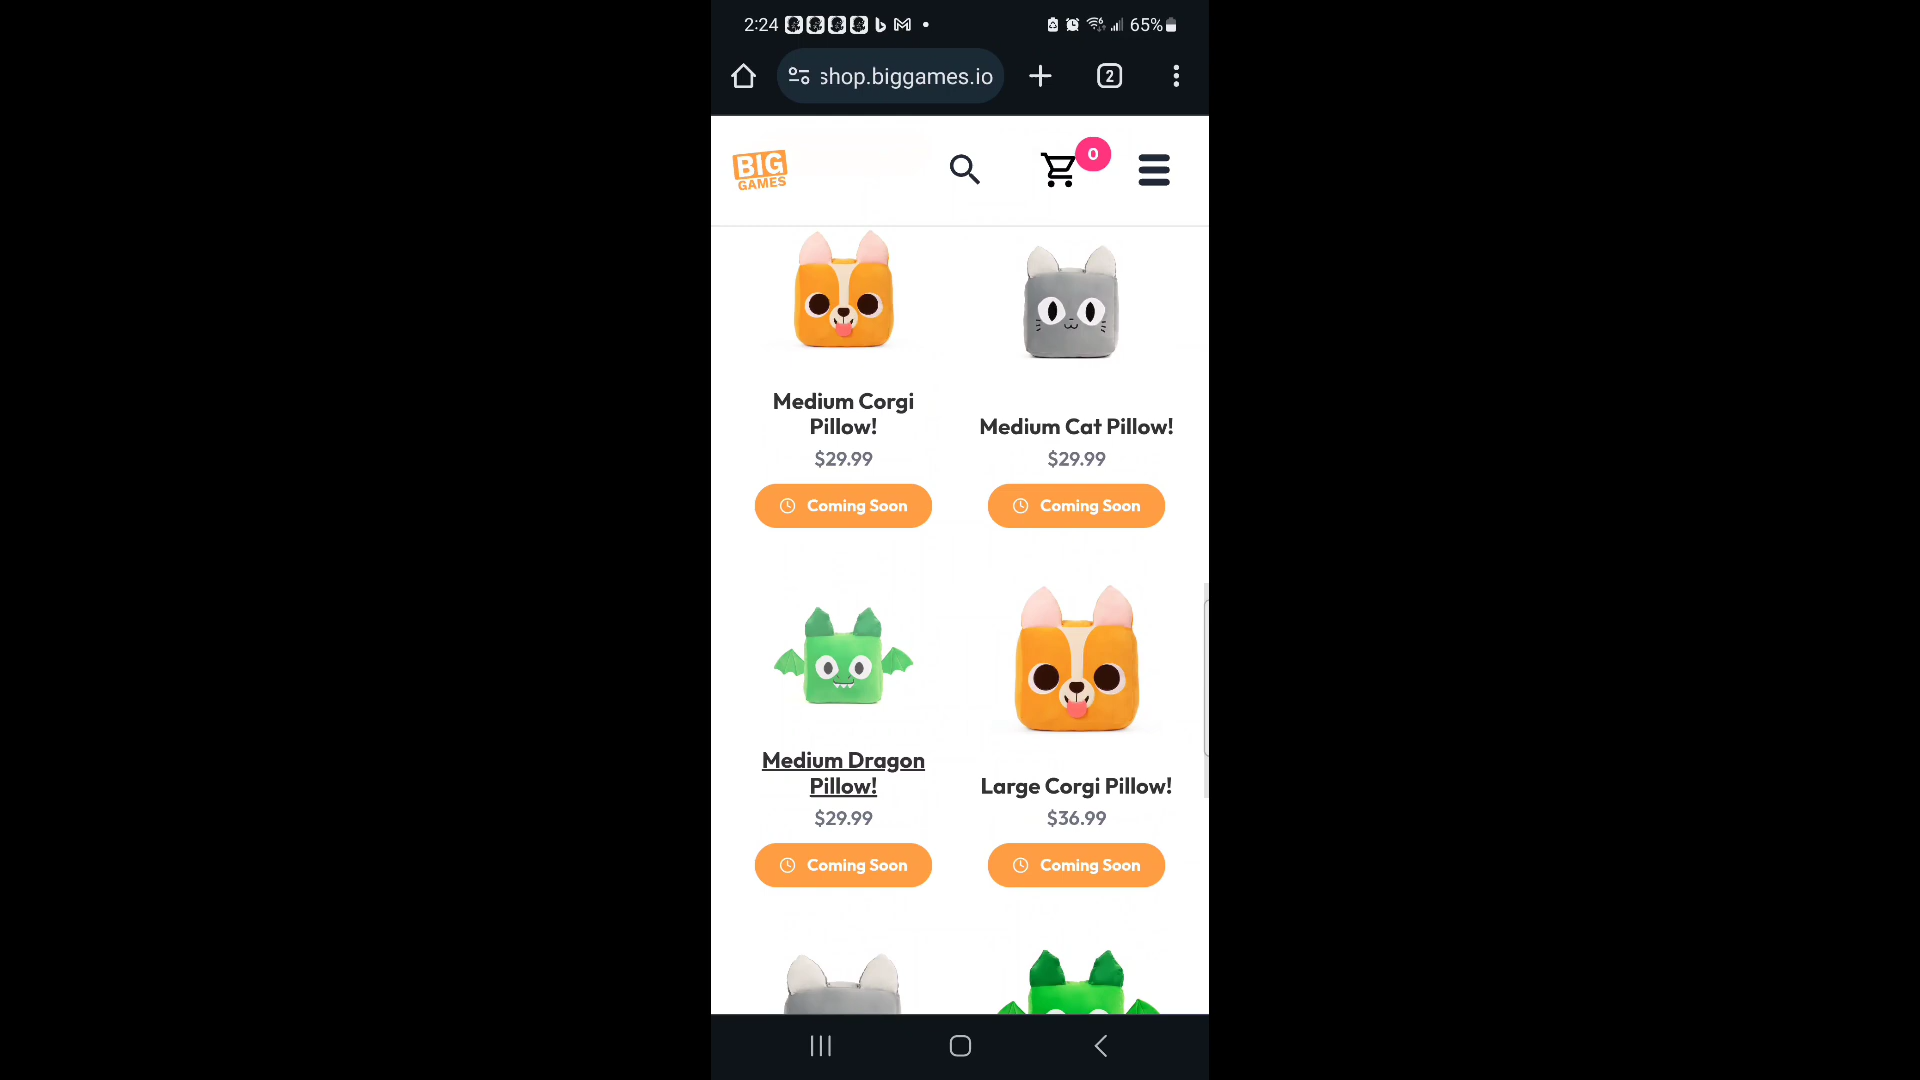 2:24
65%
shop.biggames.io
2
BIG
GAMES
0
Medium Corgi
Pillow!
$29.99
Coming Soon
Medium Cat Pillow!
$29.99
Coming Soon
Medium Dragon
Pillow!
$29.99
Coming Soon
Large Corgi Pillow!
$36.99
Coming Soon